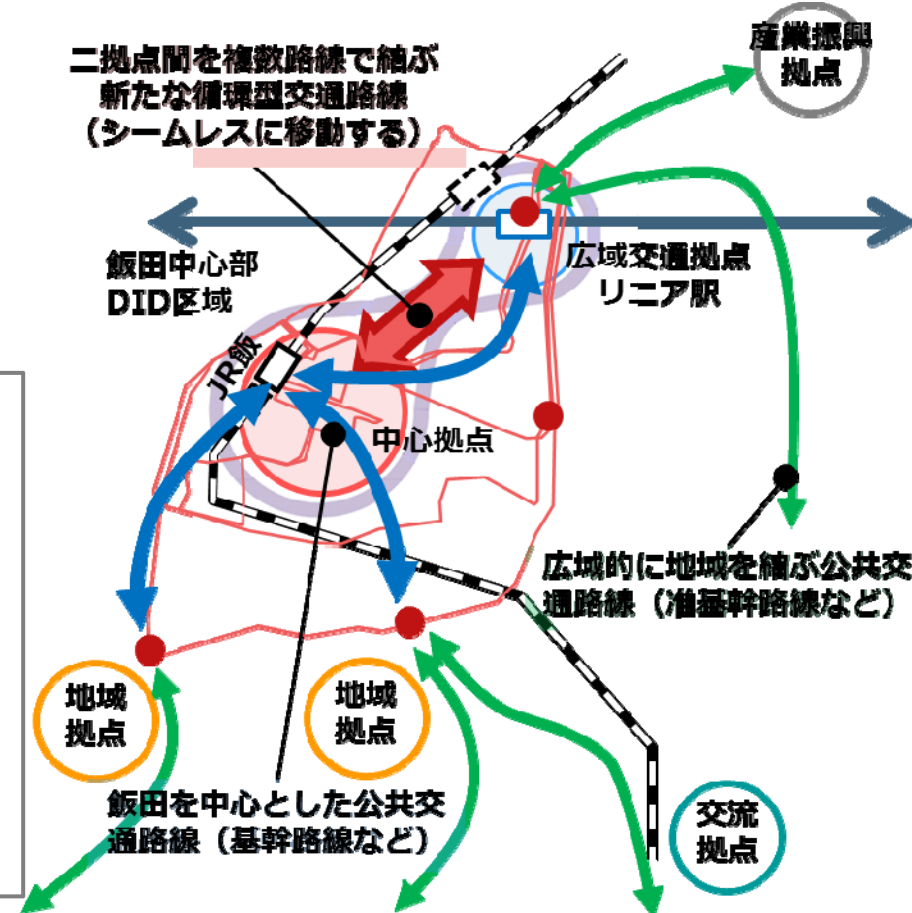 産業振興
拠点
二拠点間を複数路線で結ぶ
新たな循環型交通路線
（シームレスに移動する）
飯田中心部
DID区域
広域交通拠点
リニア駅
JR飯
中心拠点
広域的に地域を結ぶ公共交
通路線（准基幹路線など）
地域
拠点
地域
拠点
飯田を中心とした公共交
通路線（基幹路線など）
交流
拠点